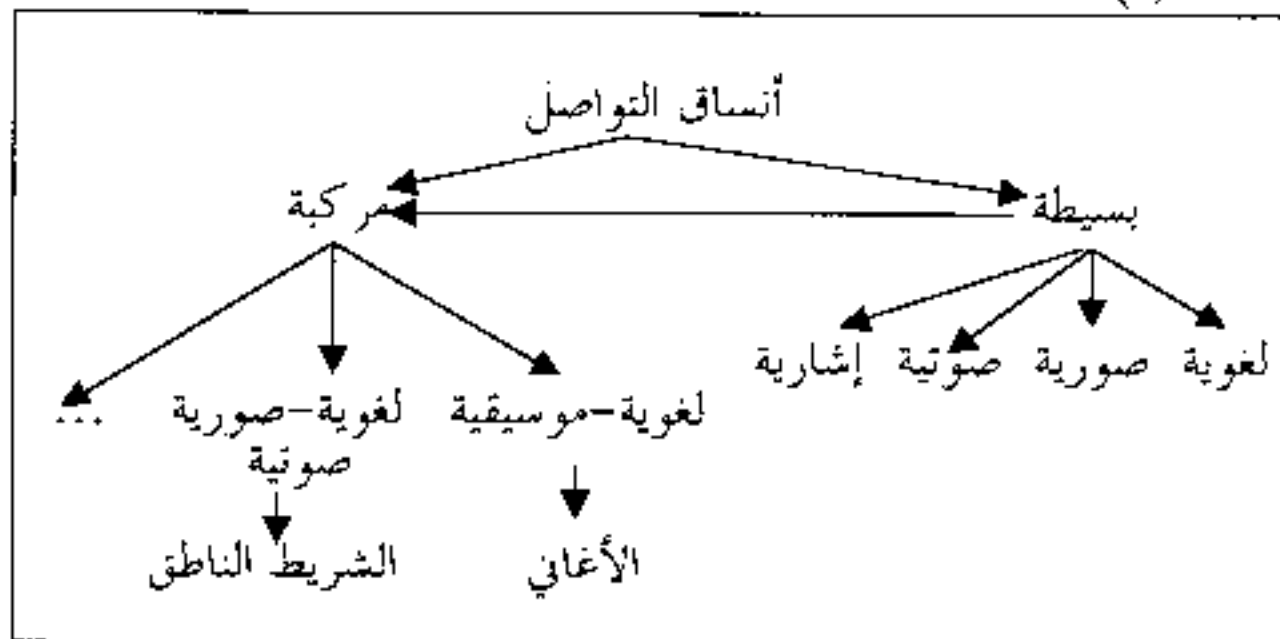 أنساق التواصل
بسيطة مركبة
لغوية صورية صوتية إشارية
لغوية-موسيقية لغوية-صورية ...
صوتية
الأغاني الشريط الناطق